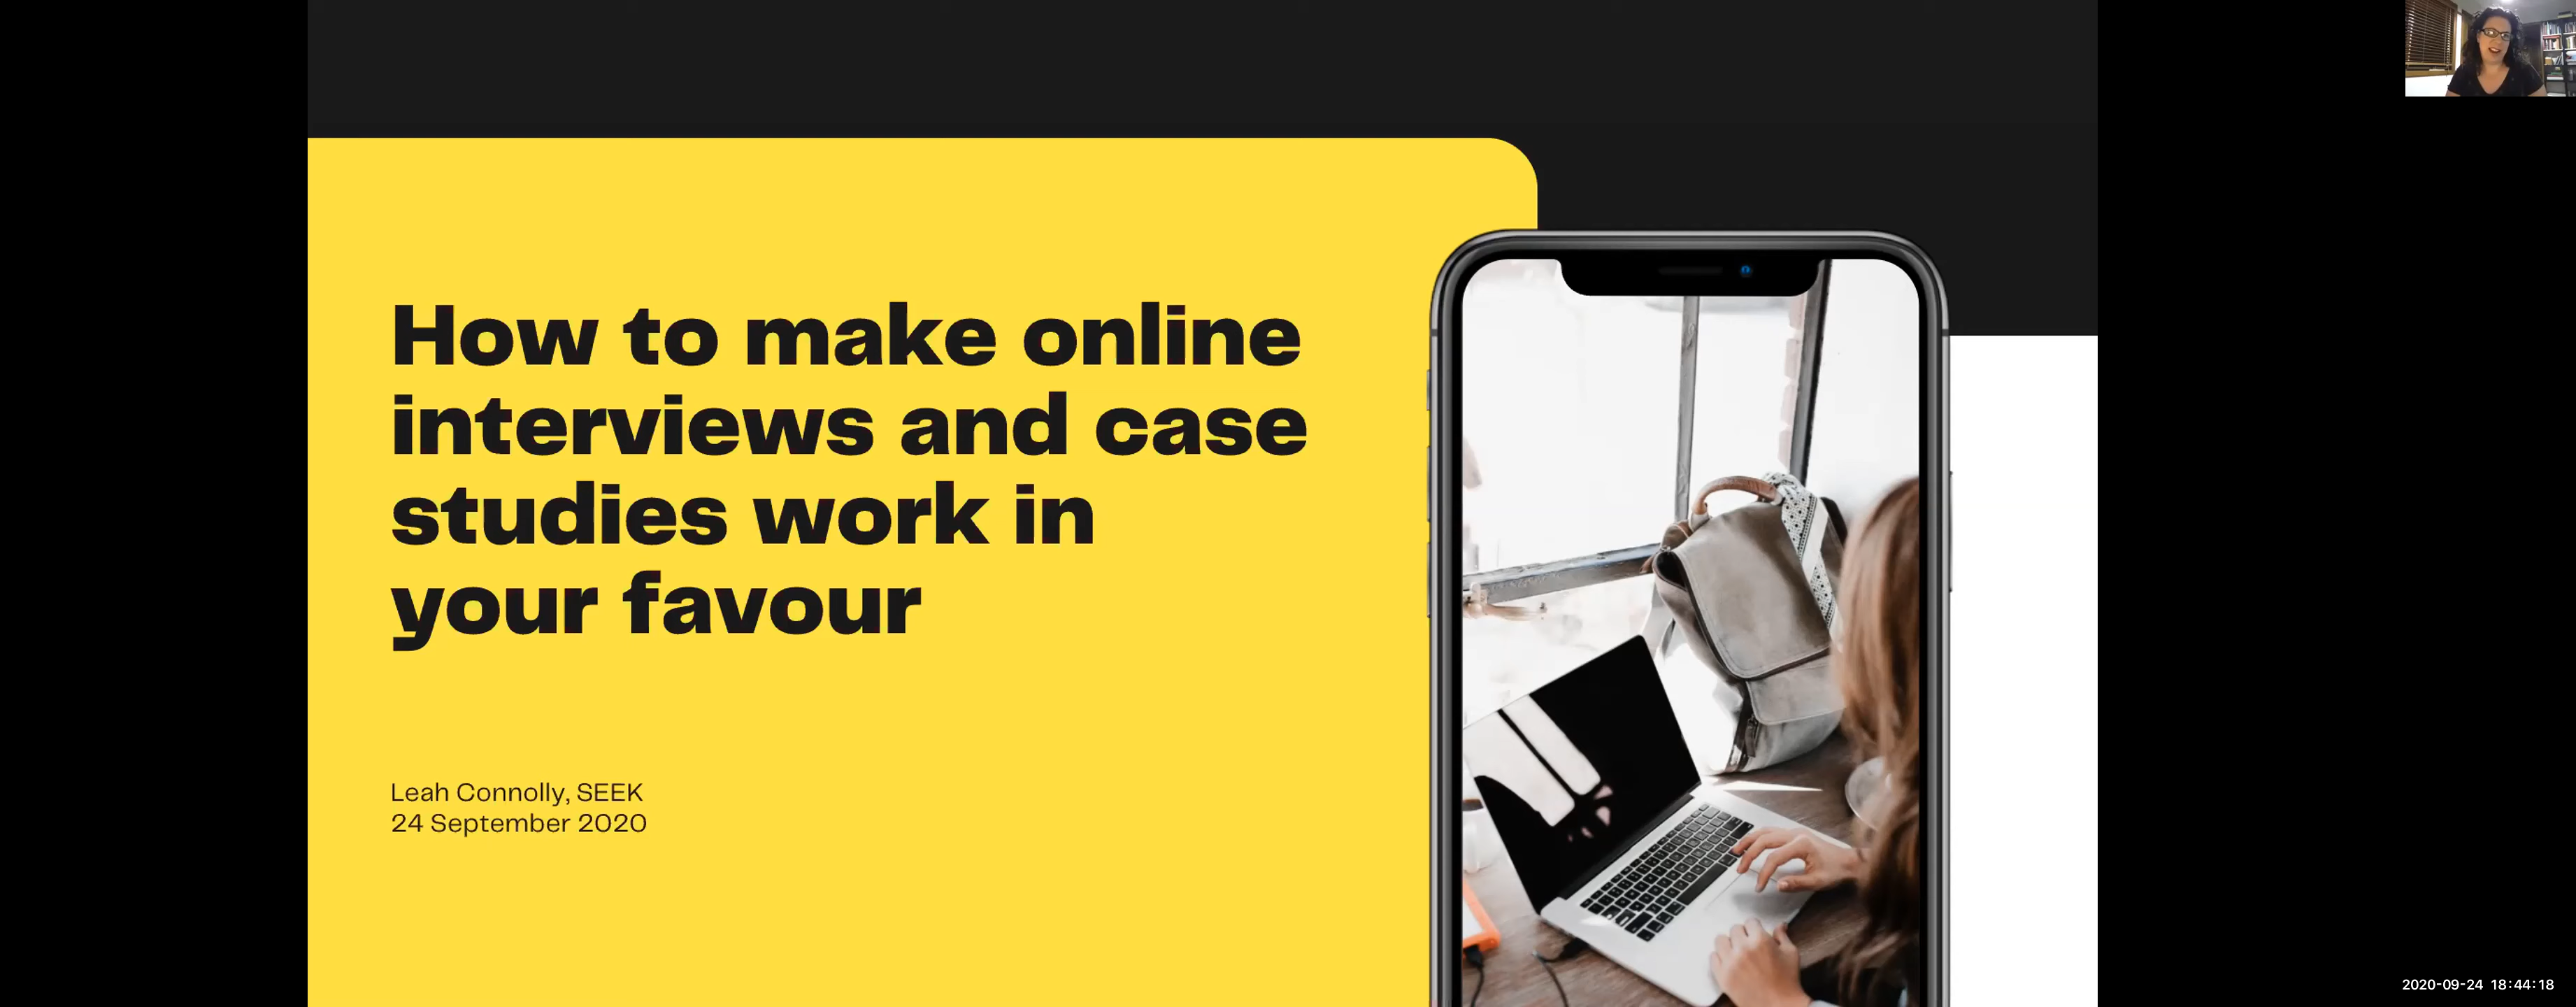 How to make online
interviews and case
studies work in
your favour
Leah Connolly, SEEK
24 September 2020
2020-09-24 18:44:18